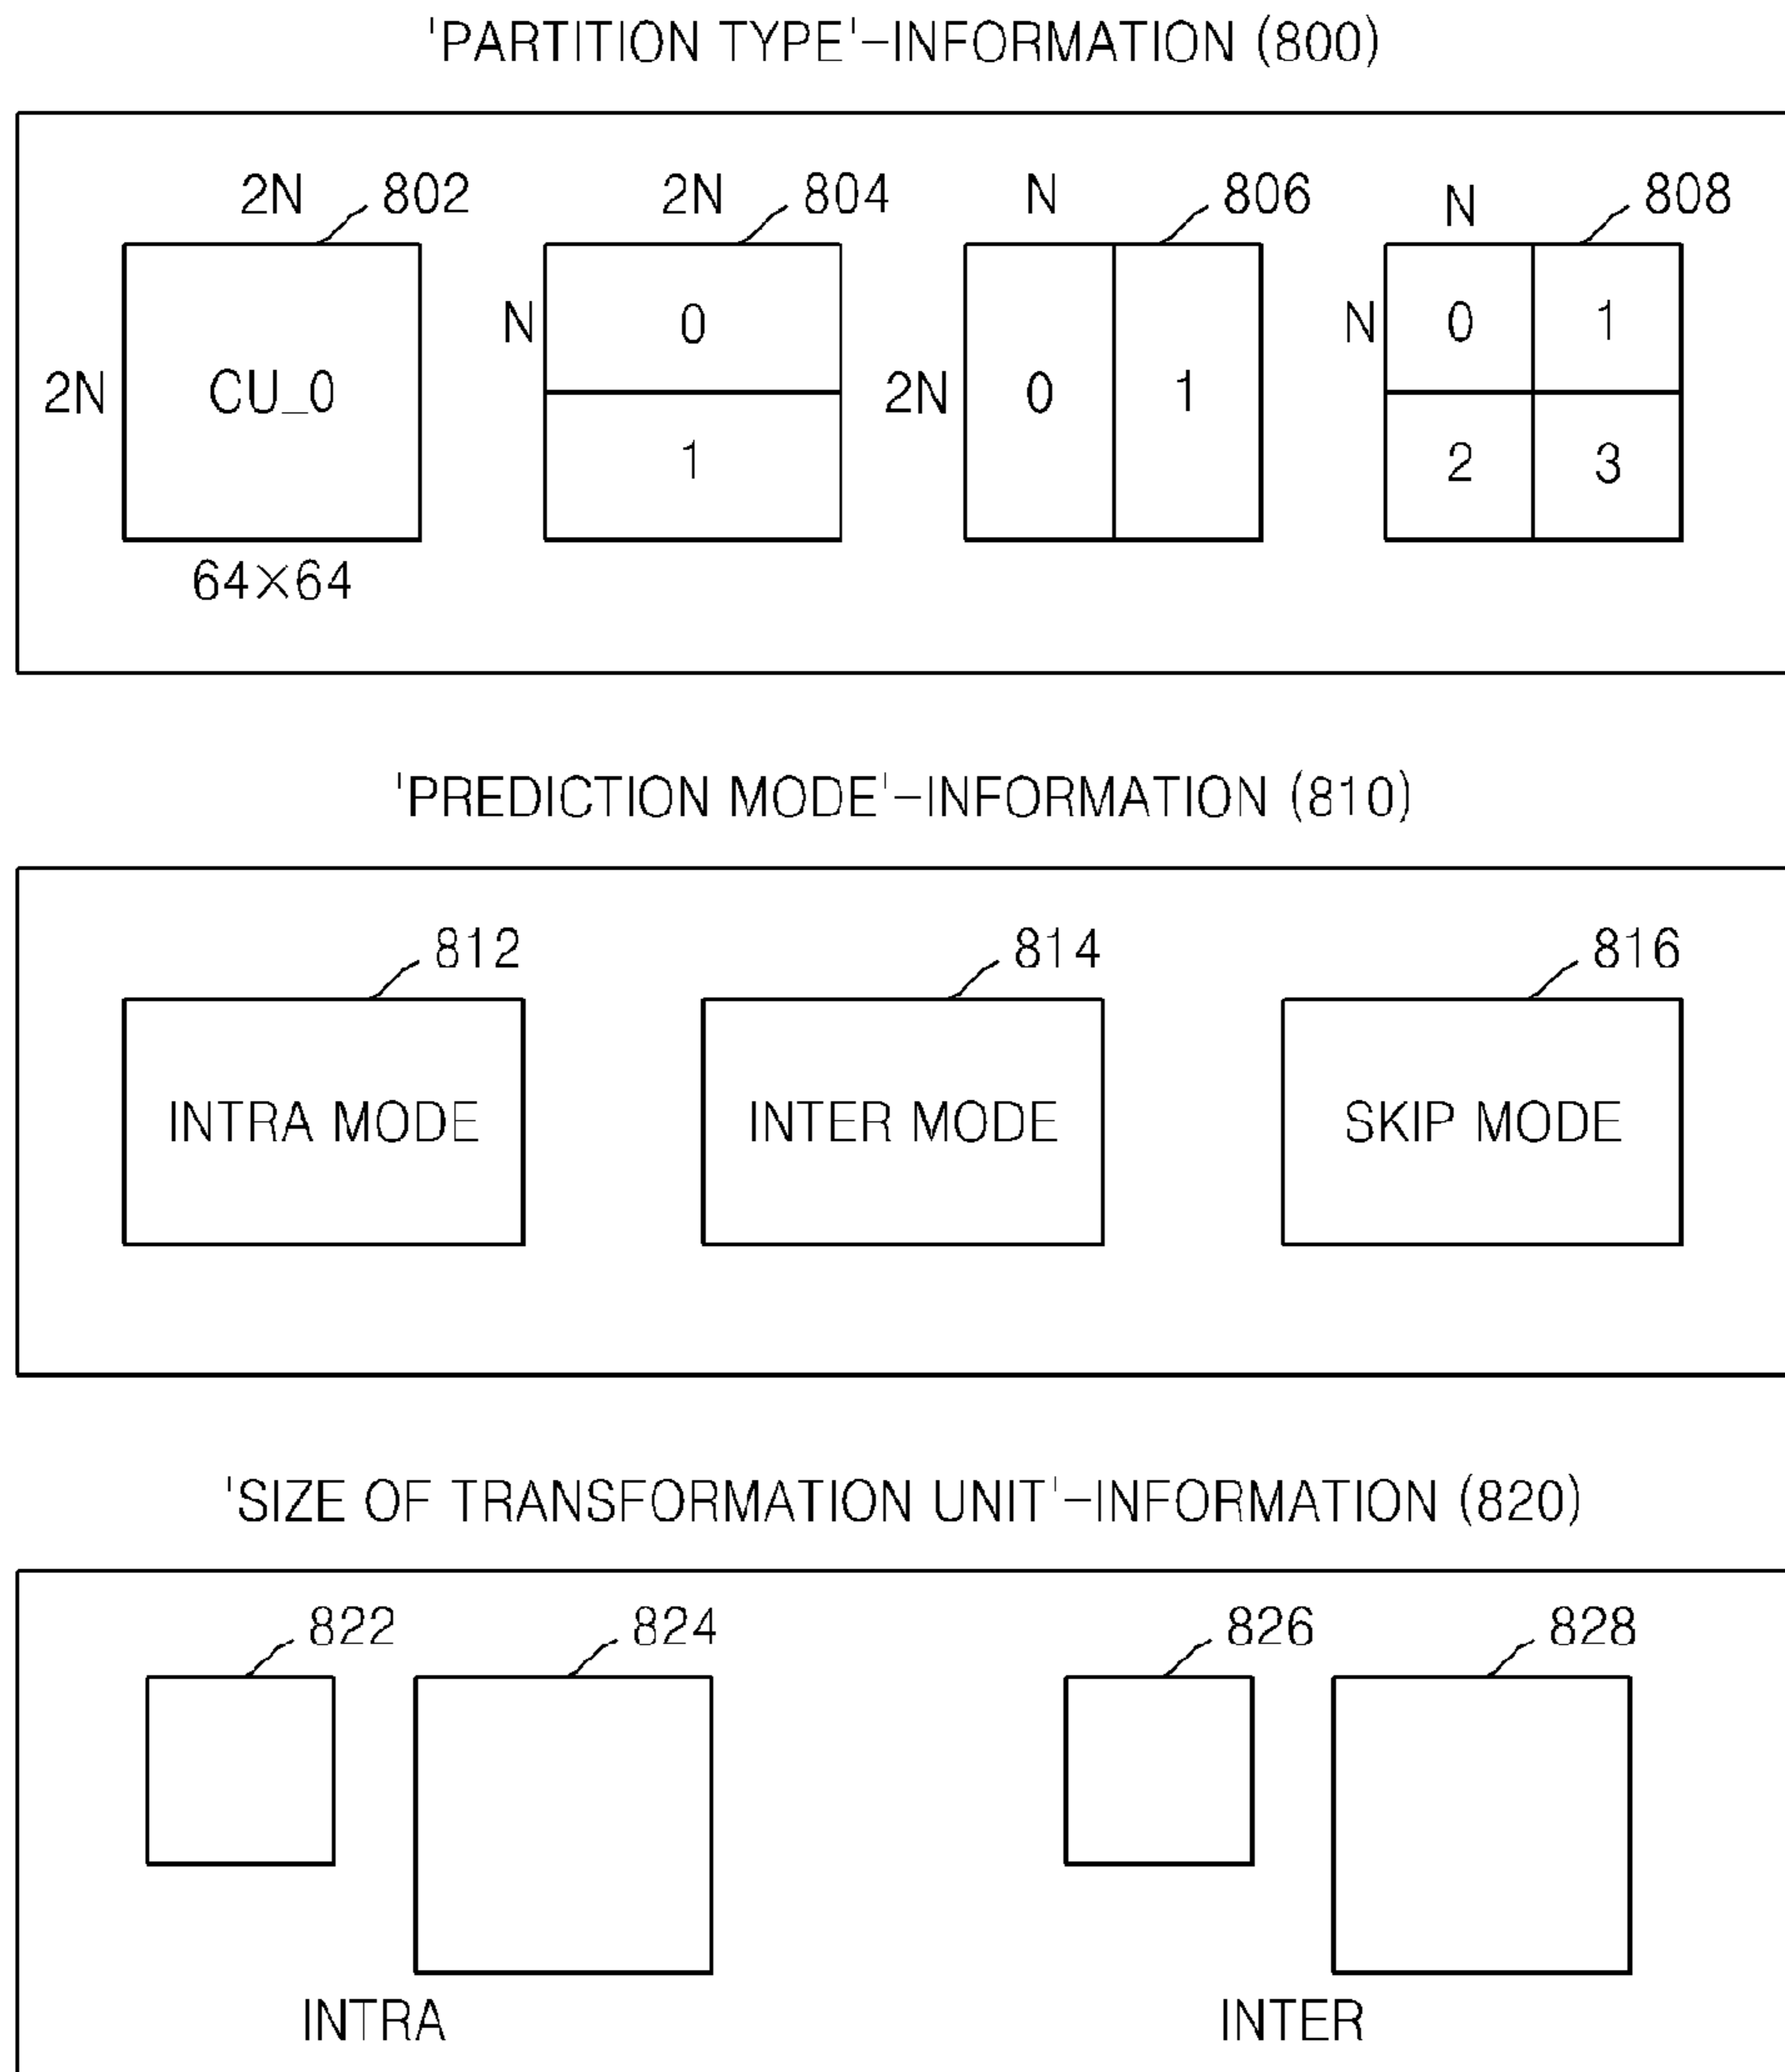 'PARTITION TYPE'-INFORMATION (800)
2N 802 2N 804 N 806 N 808
2N CU_0 N 0 1 2N 0 1 N 0 1 2 3
64×64
'PREDICTION MODE'-INFORMATION (810)
812 814 816
INTRA MODE INTER MODE SKIP MODE
'SIZE OF TRANSFORMATION UNIT'-INFORMATION (820)
822 824 826 828
INTRA INTER